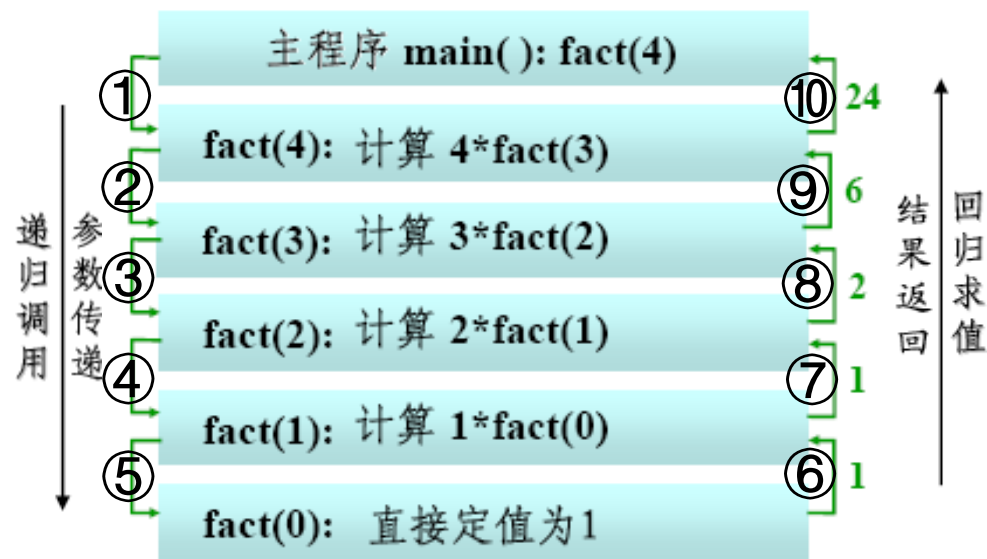 主程序 main( ): fact(4)
①
⑩
24
fact(4): 计算 4*fact(3)
②
⑨
6
fact(3): 计算 3*fact(2)
③
⑧
2
fact(2): 计算 2*fact(1)
④
⑦
1
fact(1): 计算 1*fact(0)
⑤
⑥
1
fact(0): 直接定值为1
递归调用
参数传递
结果返回
回归求值